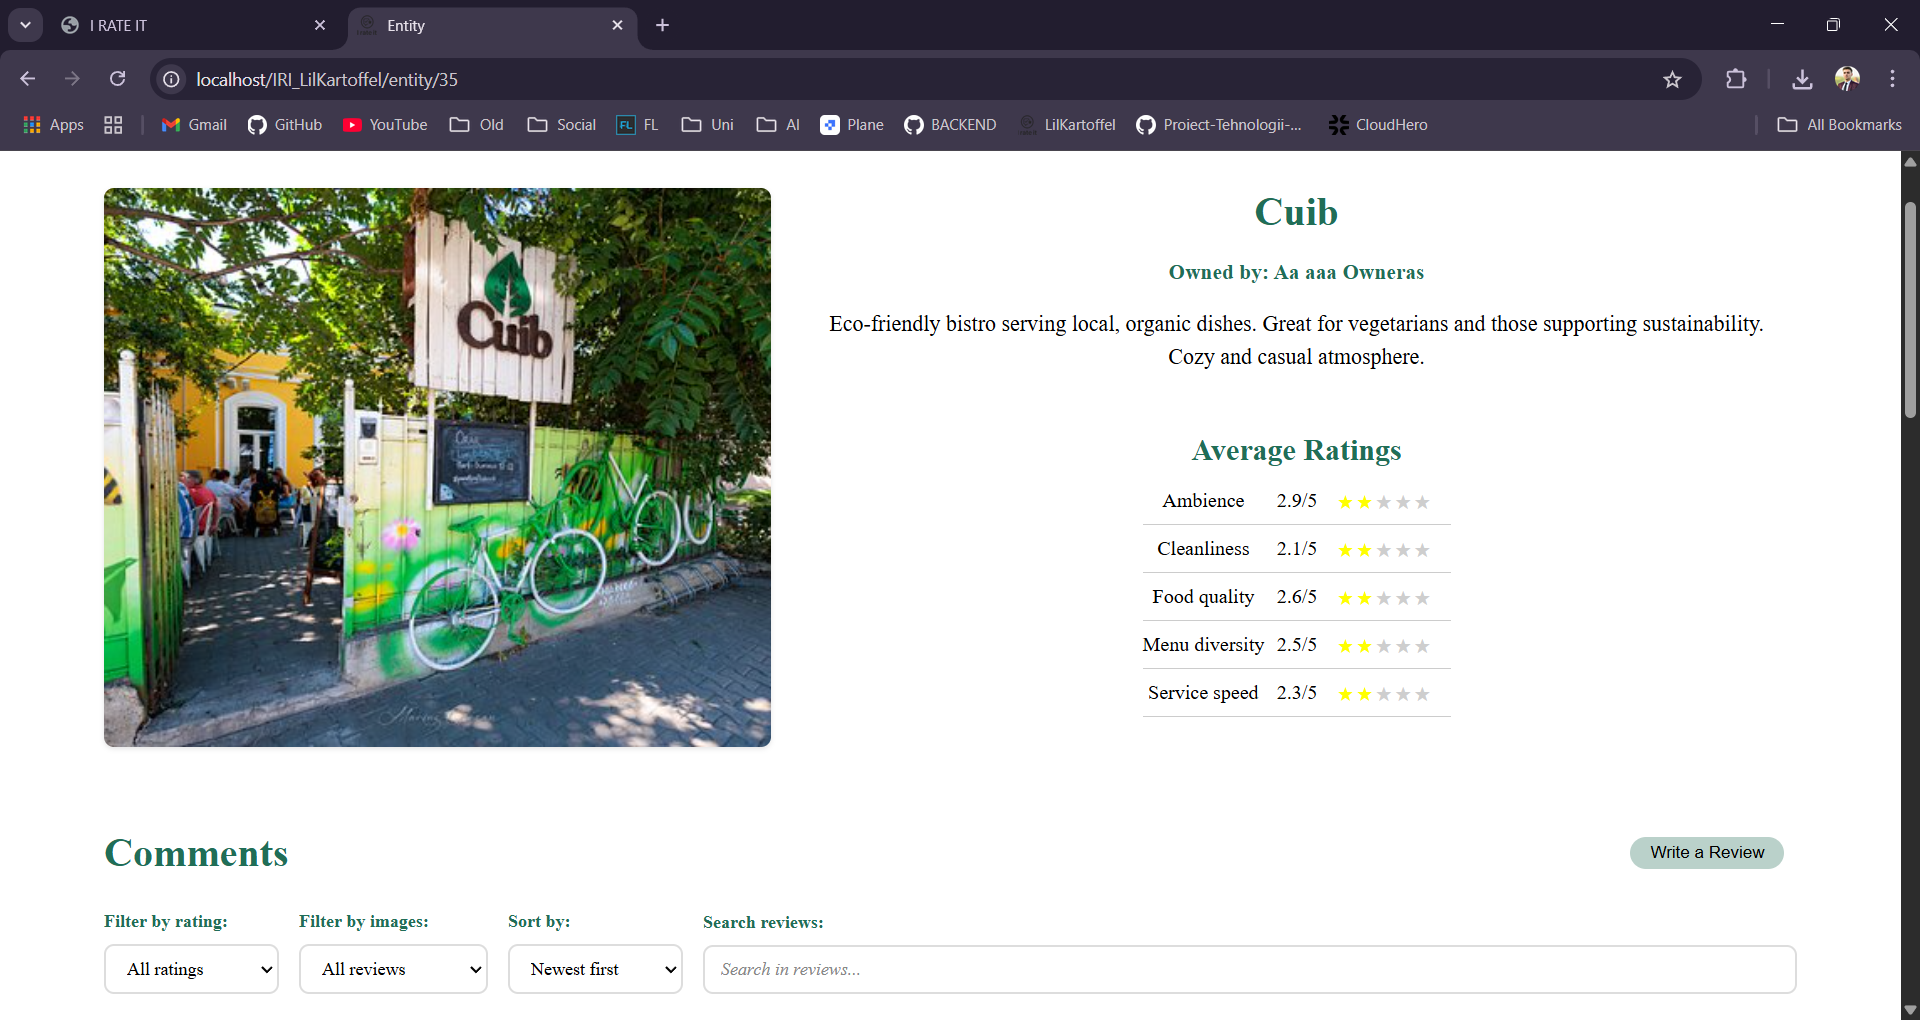 I RATE IT
Entity
localhost/IRI_LilKartoffel/entity/35
Apps Gmail GitHub YouTube Old Social FL FL Uni AI Plane BACKEND LilKartoffel Proiect-Tehnologii-... CloudHero All Bookmarks
Cuib
Cuib
Owned by: Aa aaa Owneras
Eco-friendly bistro serving local, organic dishes. Great for vegetarians and those supporting sustainability.
Cozy and casual atmosphere.
Average Ratings
Ambience 2.9/5 ★★★★★
Cleanliness 2.1/5 ★★★★★
Food quality 2.6/5 ★★★★★
Menu diversity 2.5/5 ★★★★★
Service speed 2.3/5 ★★★★★
Comments
Write a Review
Filter by rating: Filter by images: Sort by: Search reviews:
All ratings All reviews Newest first Search in reviews...